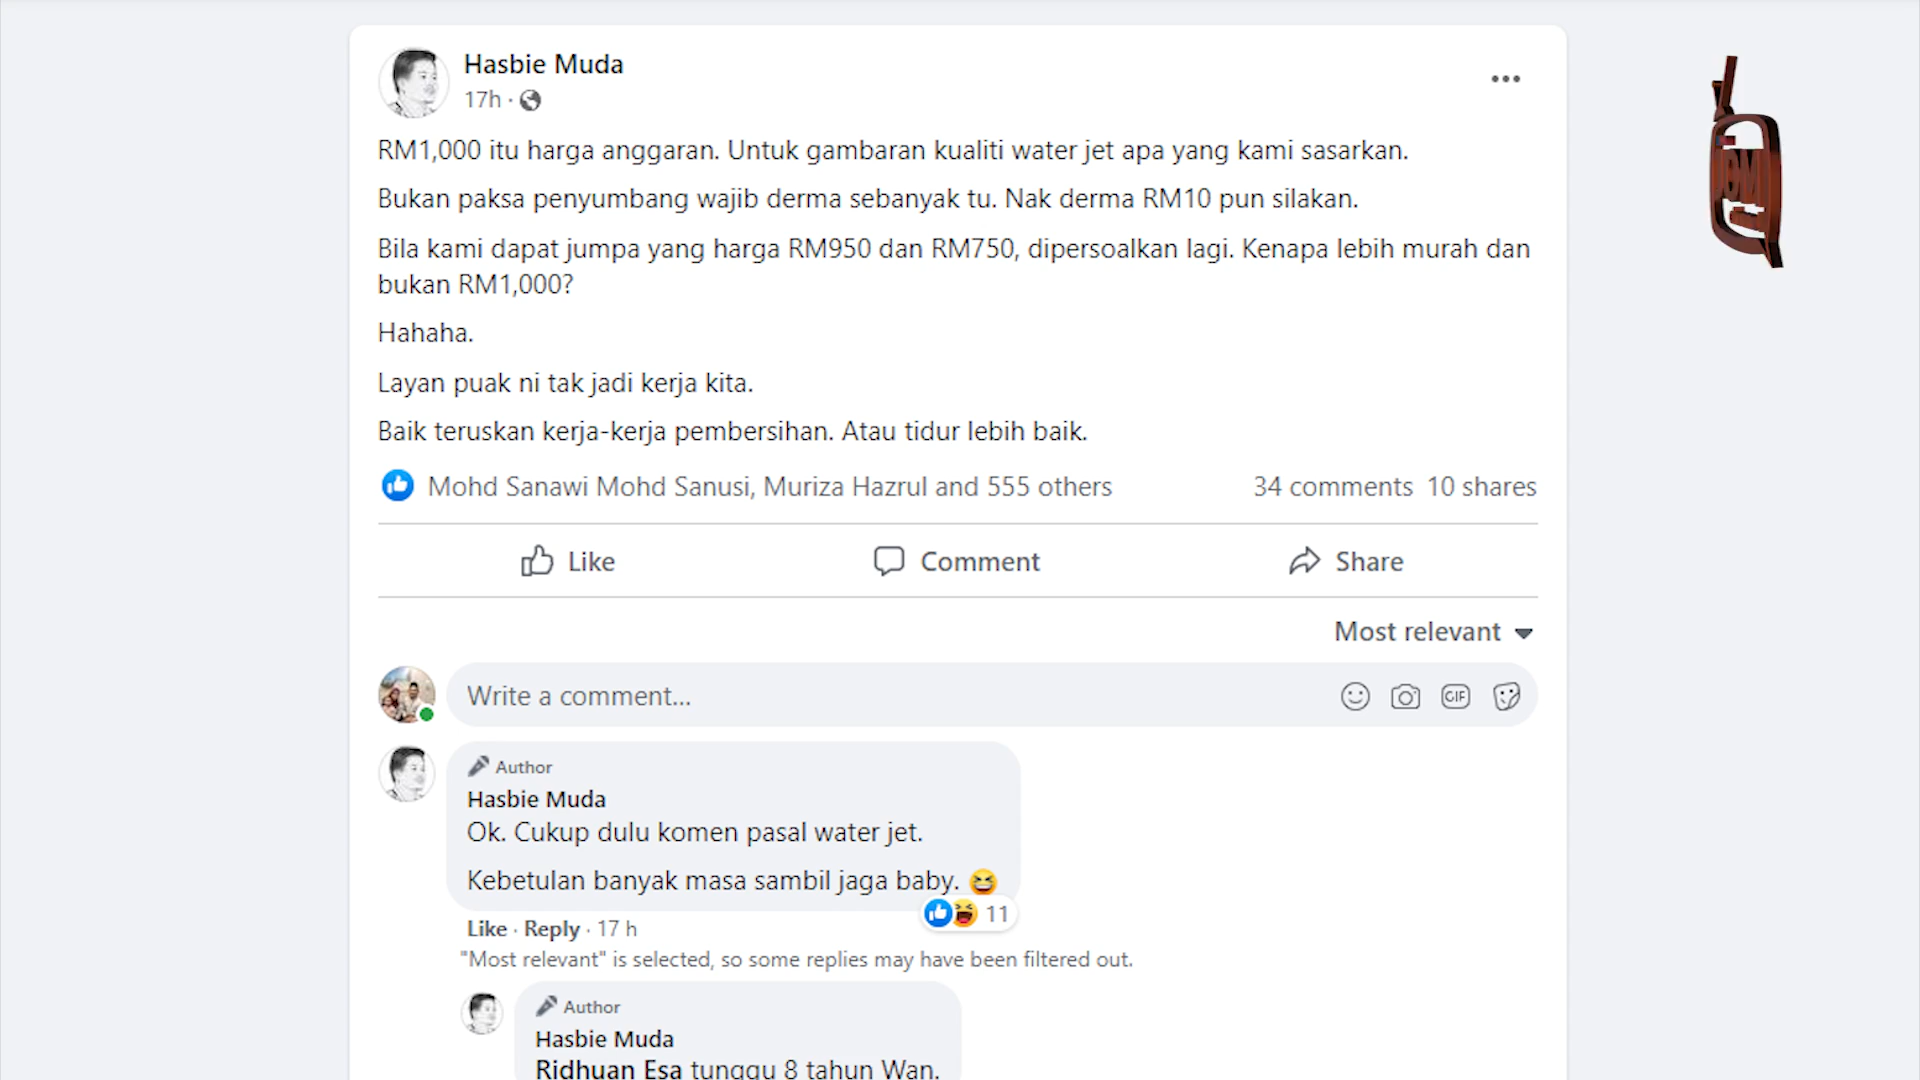 Hasbie Muda
17h ·
RM1,000 itu harga anggaran. Untuk gambaran kualiti water jet apa yang kami sasarkan.
Bukan paksa penyumbang wajib derma sebanyak tu. Nak derma RM10 pun silakan.
Bila kami dapat jumpa yang harga RM950 dan RM750, dipersoalkan lagi. Kenapa lebih murah dan
bukan RM1,000?
Hahaha.
Layan puak ni tak jadi kerja kita.
Baik teruskan kerja-kerja pembersihan. Atau tidur lebih baik.
Mohd Sanawi Mohd Sanusi, Muriza Hazrul and 555 others
34 comments 10 shares
Like
Comment
Share
Most relevant
Write a comment...
GIF
Author
Hasbie Muda
Ok. Cukup dulu komen pasal water jet.
Kebetulan banyak masa sambil jaga baby. 😆
11
Like · Reply · 17 h
"Most relevant" is selected, so some replies may have been filtered out.
Author
Hasbie Muda
Ridhuan Esa tunggu 8 tahun Wan.